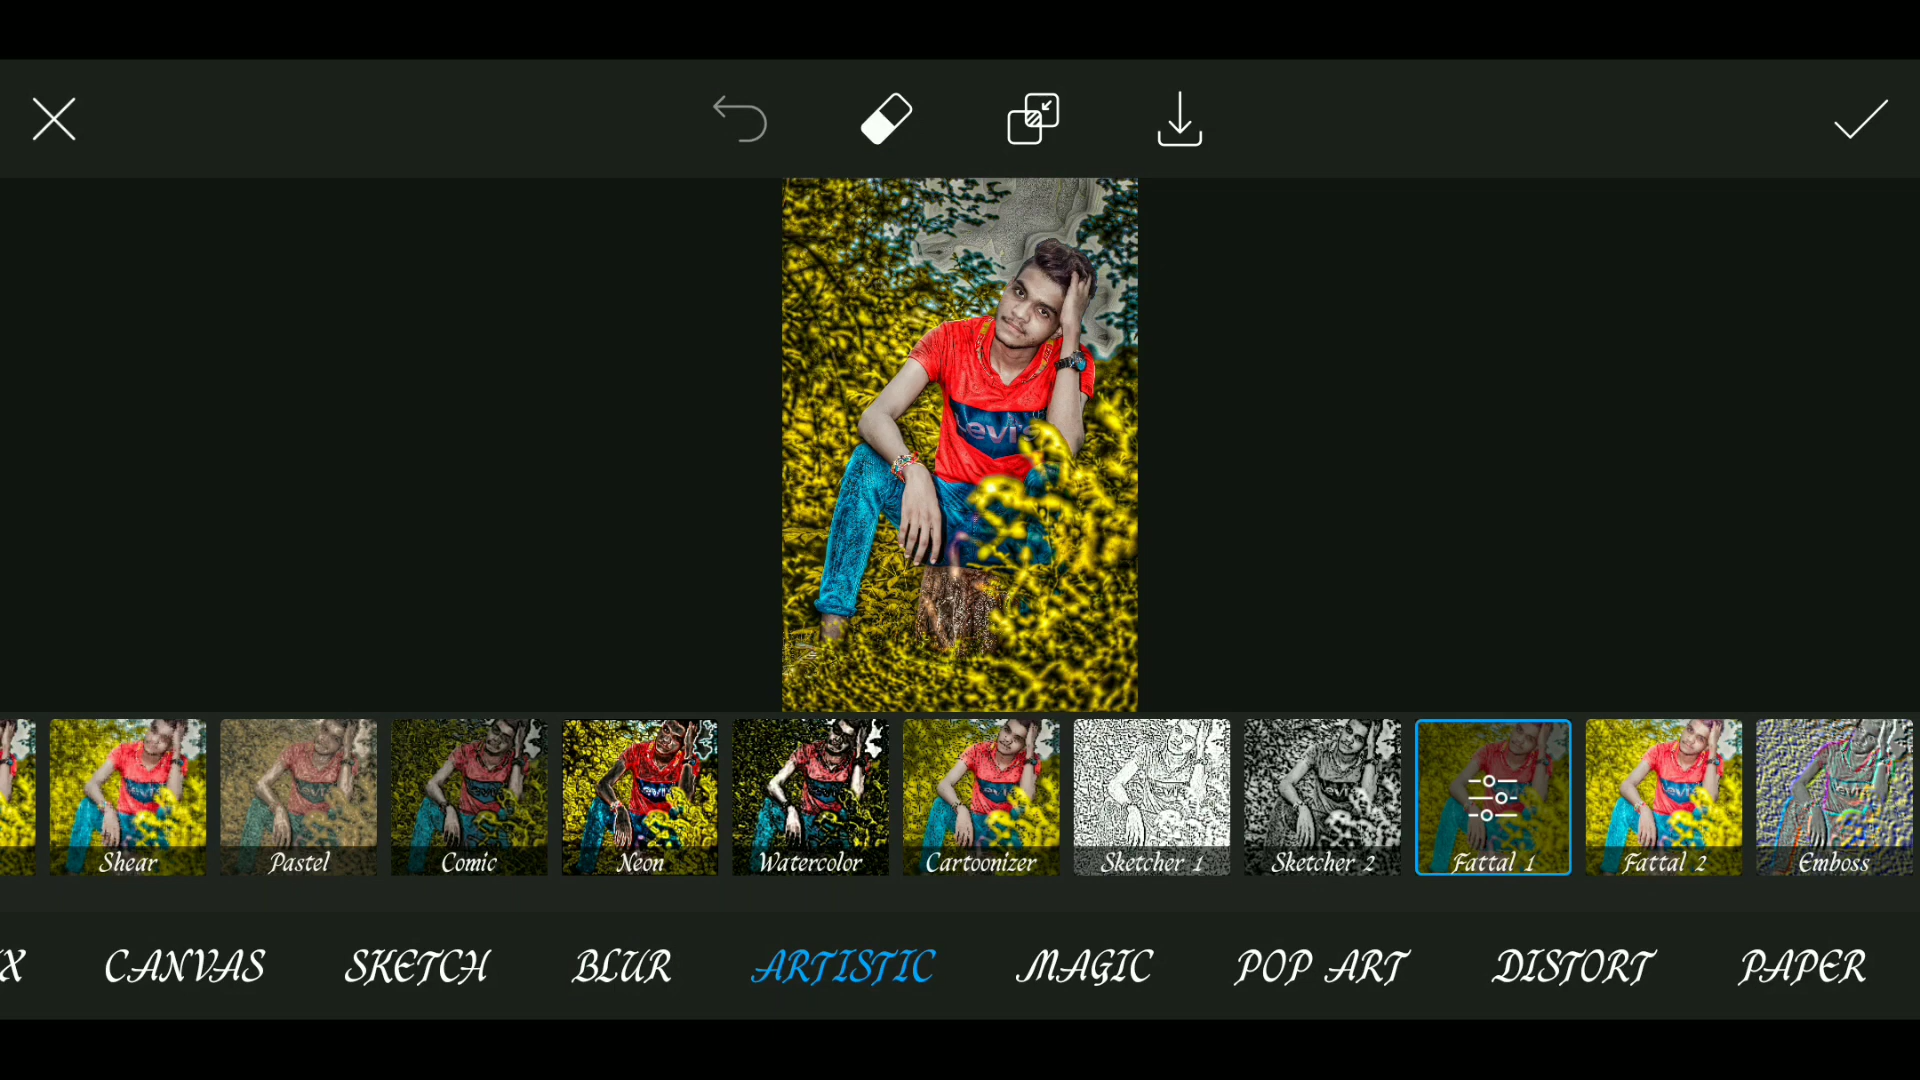 Levi's
Shear Pastel Comic Neon Watercolor Cartoonizer Sketcher 1 Sketcher 2 Fattal 1 Fattal 2 Emboss
X CANVAS SKETCH BLUR ARTISTIC MAGIC POP ART DISTORT PAPER